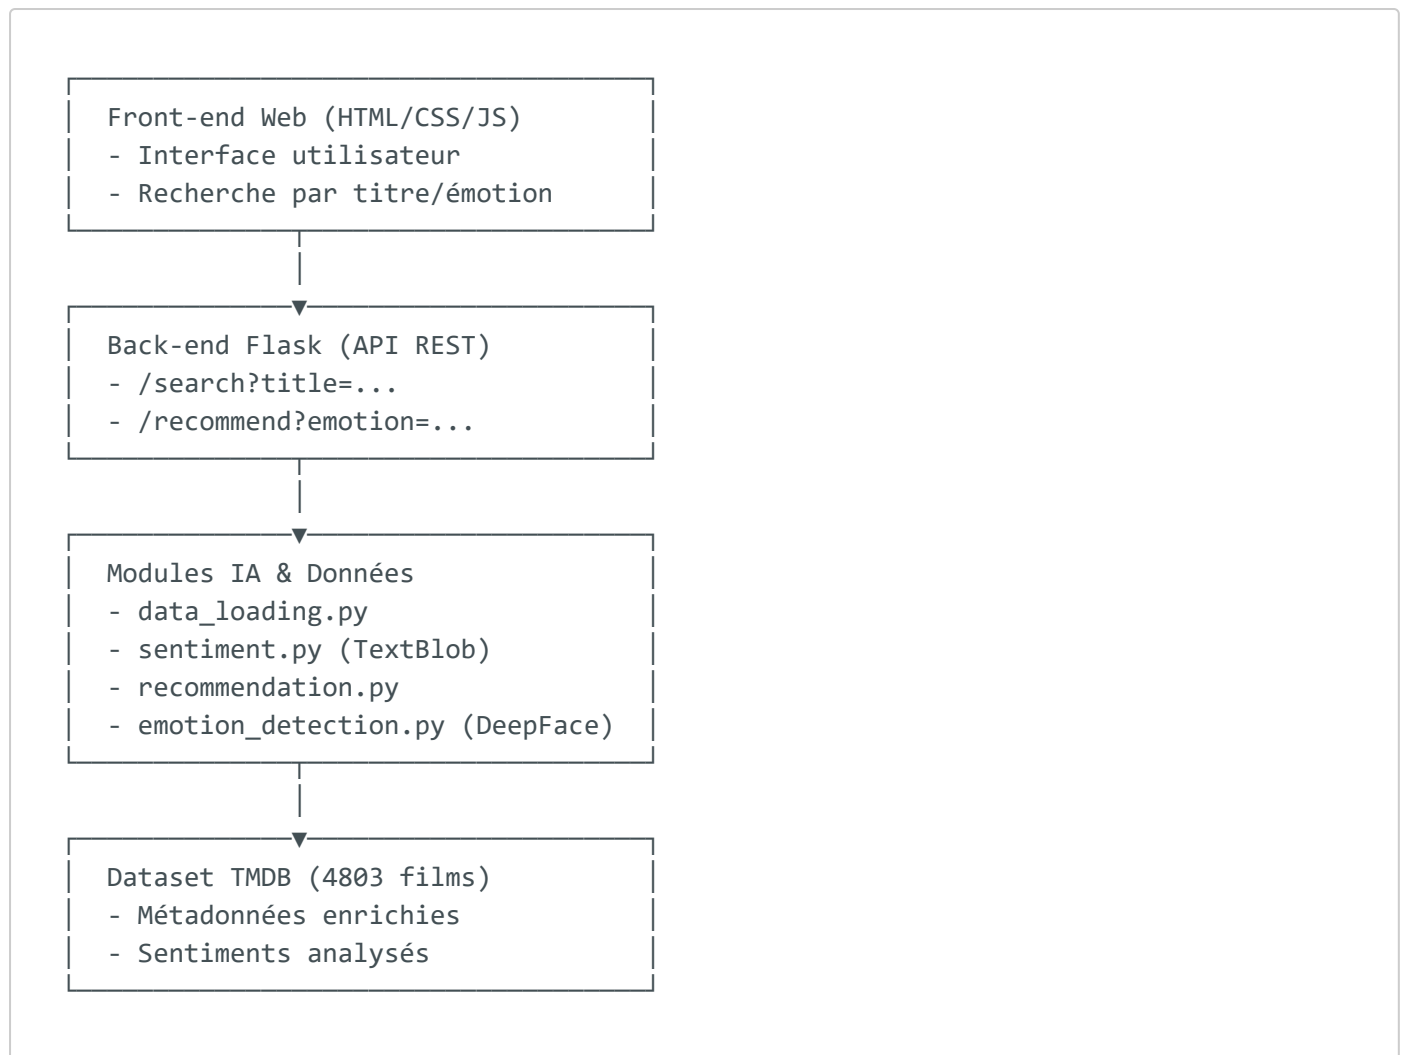 Front-end Web (HTML/CSS/JS)
- Interface utilisateur
- Recherche par titre/émotion
Back-end Flask (API REST)
- /search?title=...
- /recommend?emotion=...
Modules IA & Données
- data_loading.py
- sentiment.py (TextBlob)
- recommendation.py
- emotion_detection.py (DeepFace)
Dataset TMDB (4803 films)
- Métadonnées enrichies
- Sentiments analysés